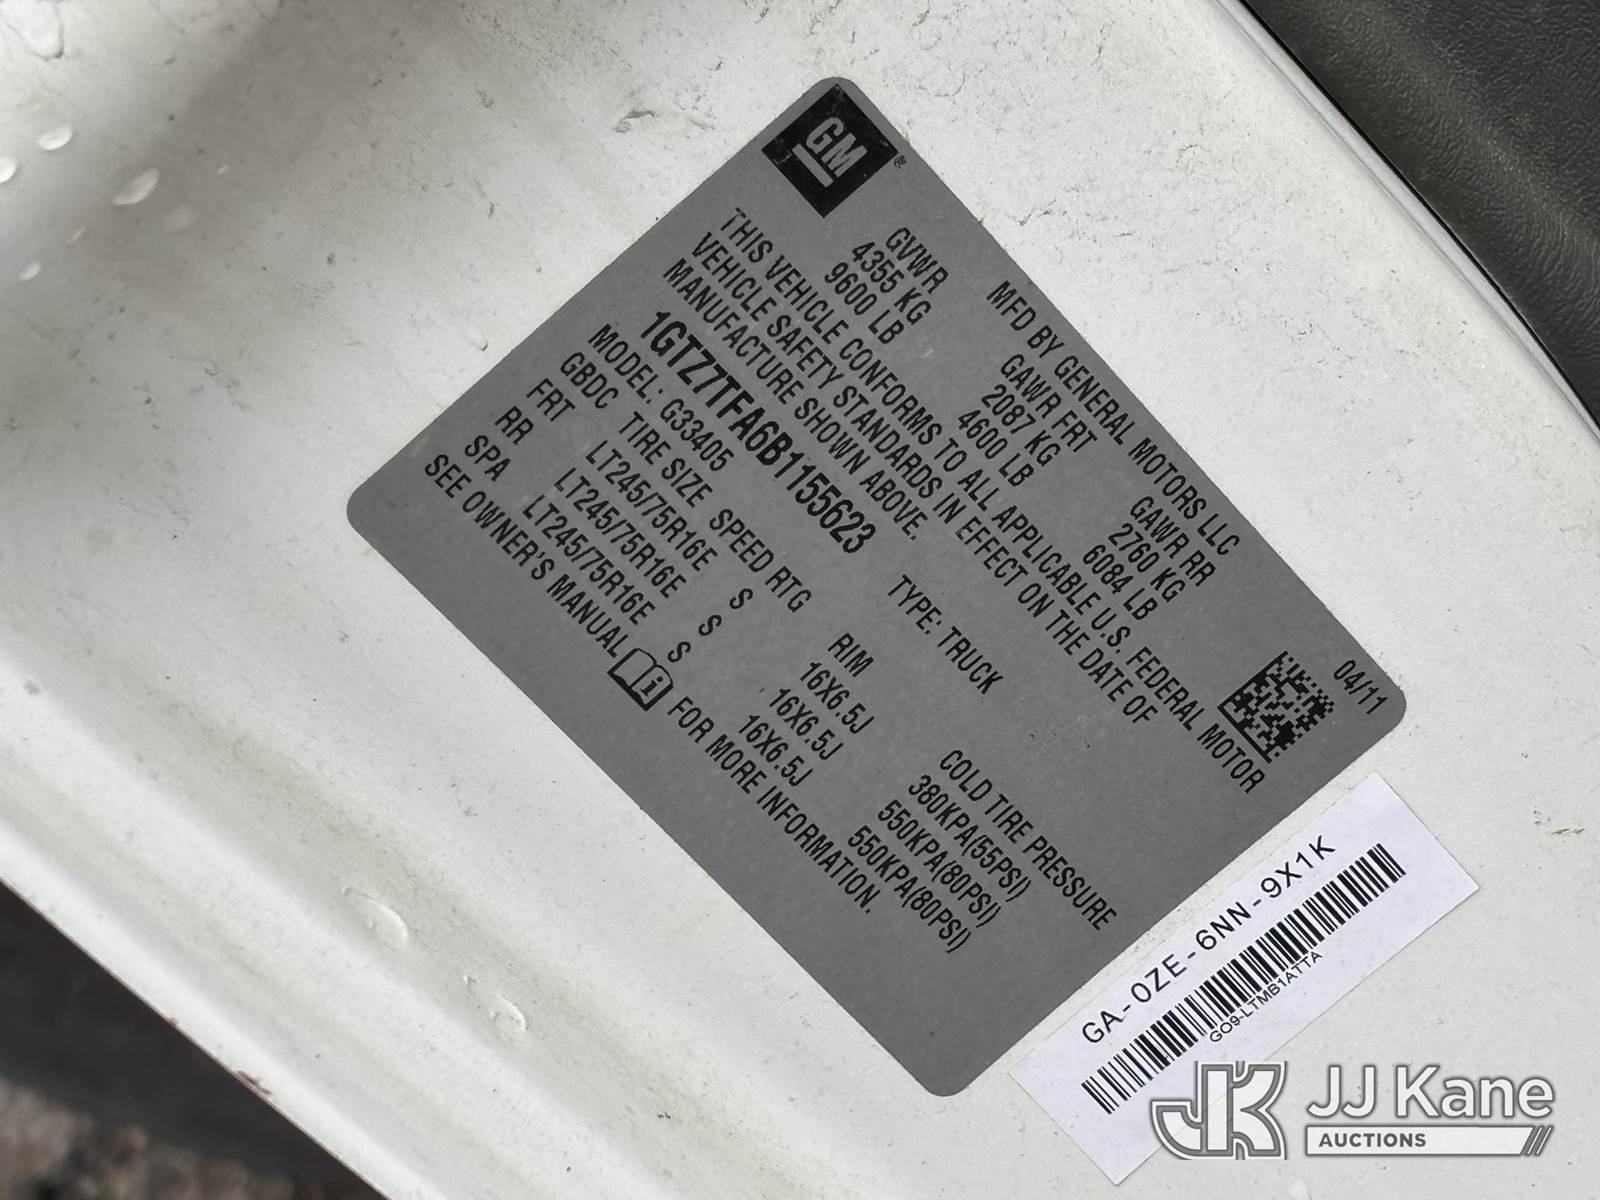 GM
MFD BY GENERAL MOTORS LLC 04/11
GVWR GAWR FRT GAWR RR
4355 KG 2087 KG 2760 KG
9600 LB 4600 LB 6084 LB
THIS VEHICLE CONFORMS TO ALL APPLICABLE U.S. FEDERAL MOTOR
VEHICLE SAFETY STANDARDS IN EFFECT ON THE DATE OF
MANUFACTURE SHOWN ABOVE.
1GTZ7TFA6B1155623 TYPE: TRUCK
MODEL: G33405
GBDC TIRE SIZE SPEED RTG RIM COLD TIRE PRESSURE
FRT LT245/75R16E S 16X6.5J 380KPA(55PSI)
RR LT245/75R16E S 16X6.5J 550KPA(80PSI)
SPA LT245/75R16E S 16X6.5J 550KPA(80PSI)
SEE OWNER'S MANUAL FOR MORE INFORMATION.
GA-0ZE-6NN-9X1K
GO9-LTMB1ATTA
JK JJ Kane
AUCTIONS